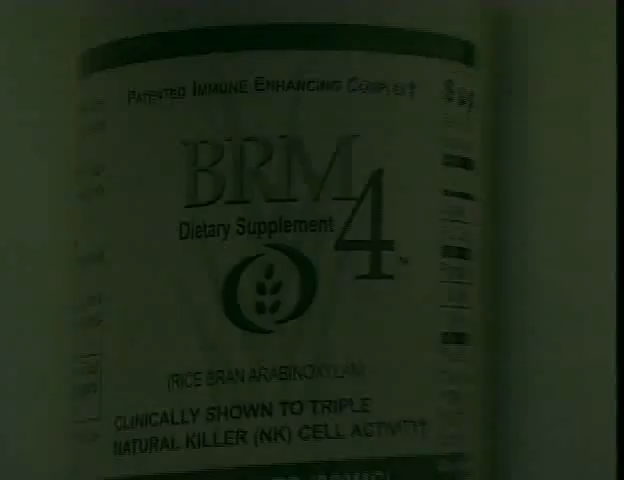 PATENTED IMMUNE ENHANCING COMPLEX†
BRM
4™
Dietary Supplement
(RICE BRAN ARABINOXYLAN)
CLINICALLY SHOWN TO TRIPLE
NATURAL KILLER (NK) CELL ACTIVITY†